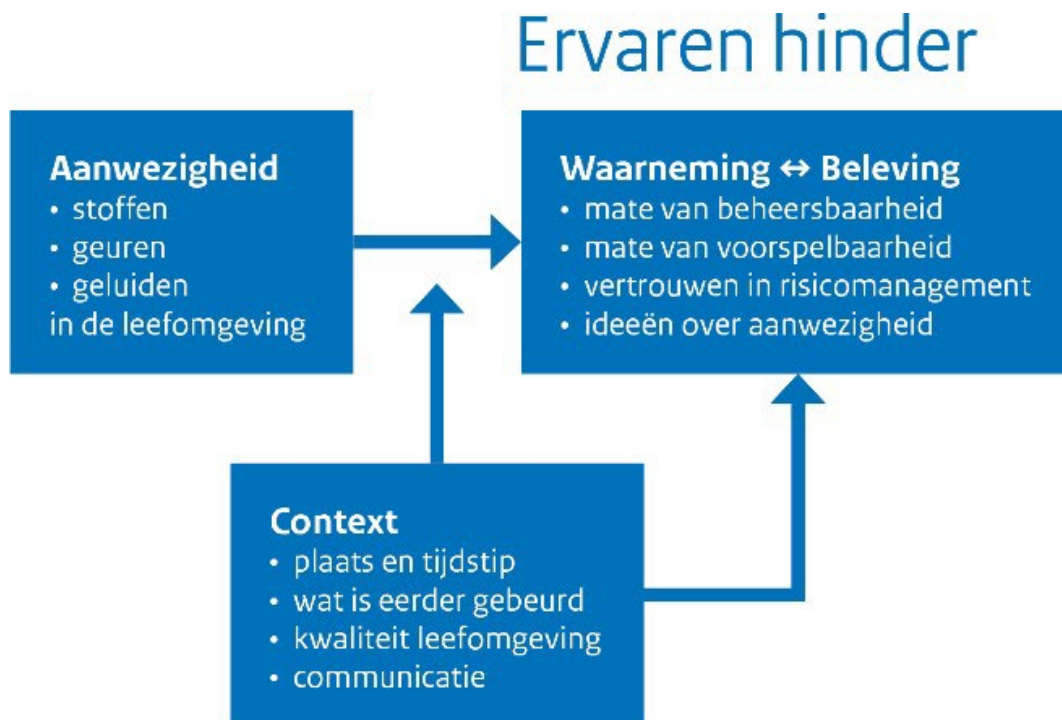 Ervaren hinder
Aanwezigheid
• stoffen
• geuren
• geluiden
in de leefomgeving
Waarneming ↔ Beleving
• mate van beheersbaarheid
• mate van voorspelbaarheid
• vertrouwen in risicomanagement
• ideeën over aanwezigheid
Context
• plaats en tijdstip
• wat is eerder gebeurd
• kwaliteit leefomgeving
• communicatie